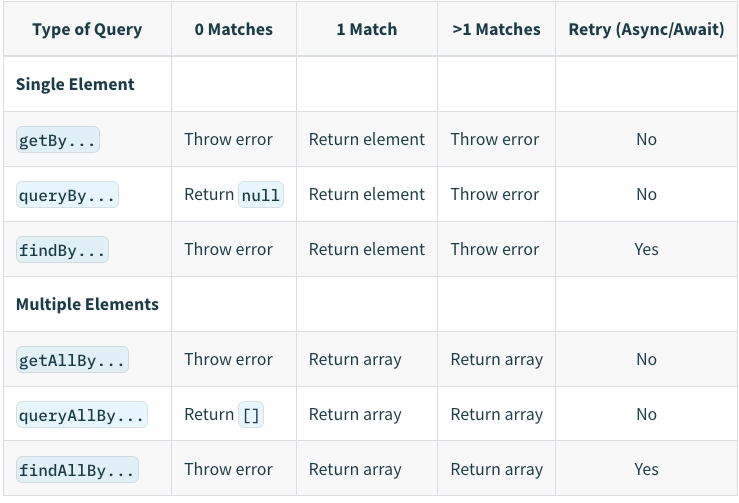 Type of Query 0 Matches 1 Match >1 Matches Retry (Async/Await)
Single Element
getBy... Throw error Return element Throw error No
queryBy... Return null Return element Throw error No
findBy... Throw error Return element Throw error Yes
Multiple Elements
getAllBy... Throw error Return array Return array No
queryAllBy... Return [] Return array Return array No
findAllBy... Throw error Return array Return array Yes